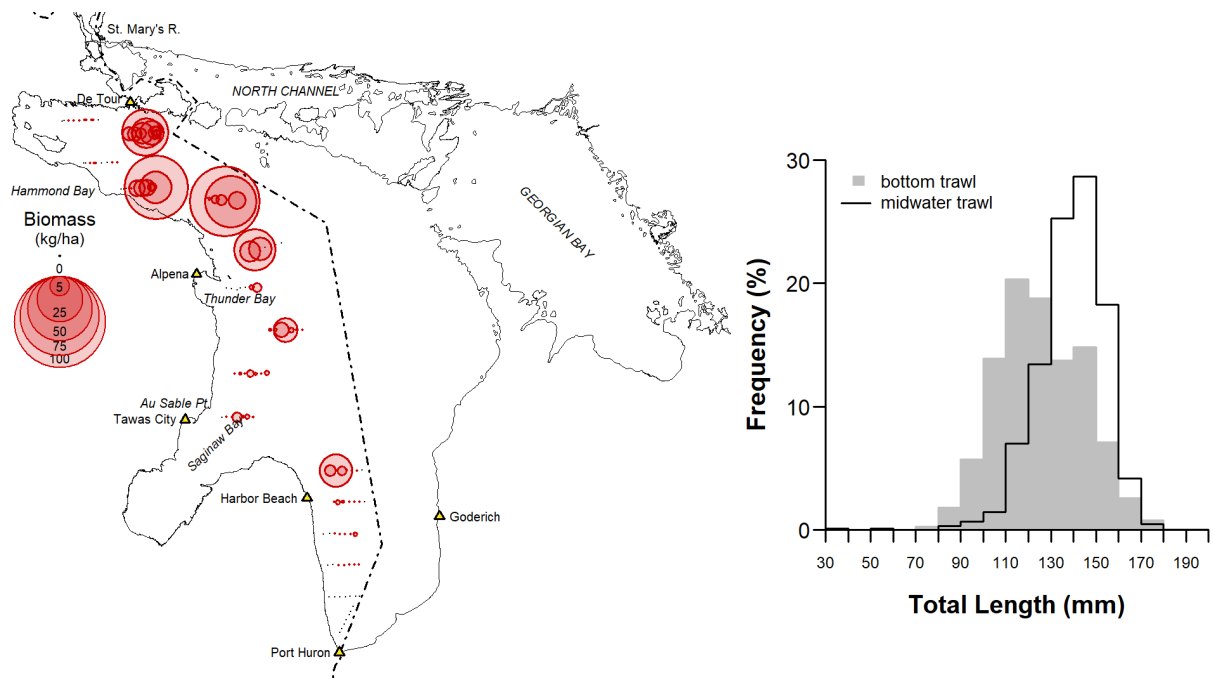 St. Mary's R.
De Tour
NORTH CHANNEL
Hammond Bay
GEORGIAN BAY
Biomass
(kg/ha)
0
5
25
50
75
100
Alpena
Thunder Bay
Au Sable Pt.
Tawas City
Saginaw Bay
Harbor Beach
Goderich
Port Huron
30
20
10
0
Frequency (%)
bottom trawl
midwater trawl
30 50 70 90 110 130 150 170 190
Total Length (mm)